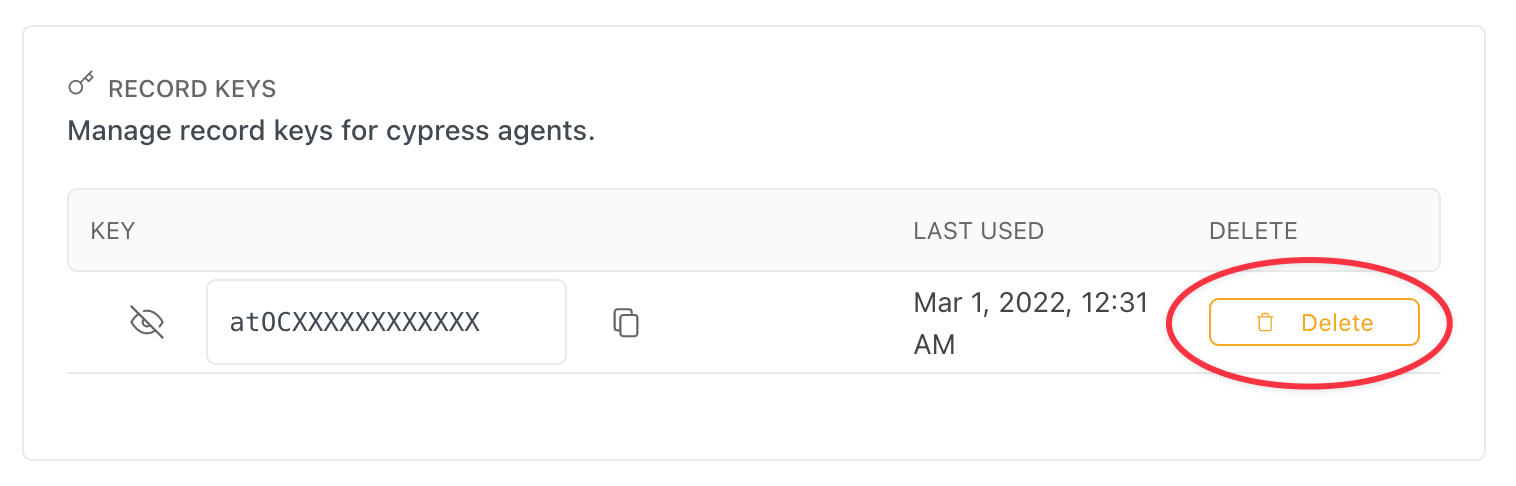 RECORD KEYS
Manage record keys for cypress agents.
KEY LAST USED DELETE
atOCXXXXXXXXXXXX Mar 1, 2022, 12:31 AM Delete